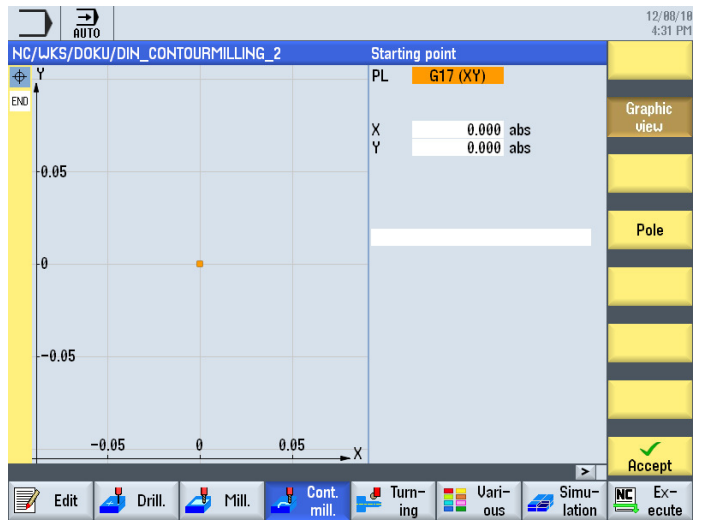 12/08/10
4:31 PM
AUTO
NC/WKS/DOKU/DIN_CONTOURMILLING_2
Starting point
Y
END
PL G17 (XY)
X 0.000 abs
Y 0.000 abs
Graphic
view
0.05
Pole
0
-0.05
-0.05 0 0.05 X
>
Accept
Edit
Drill.
Mill.
Cont.
mill.
Turn-
ing
Vari-
ous
Simu-
lation
NC
Ex-
ecute